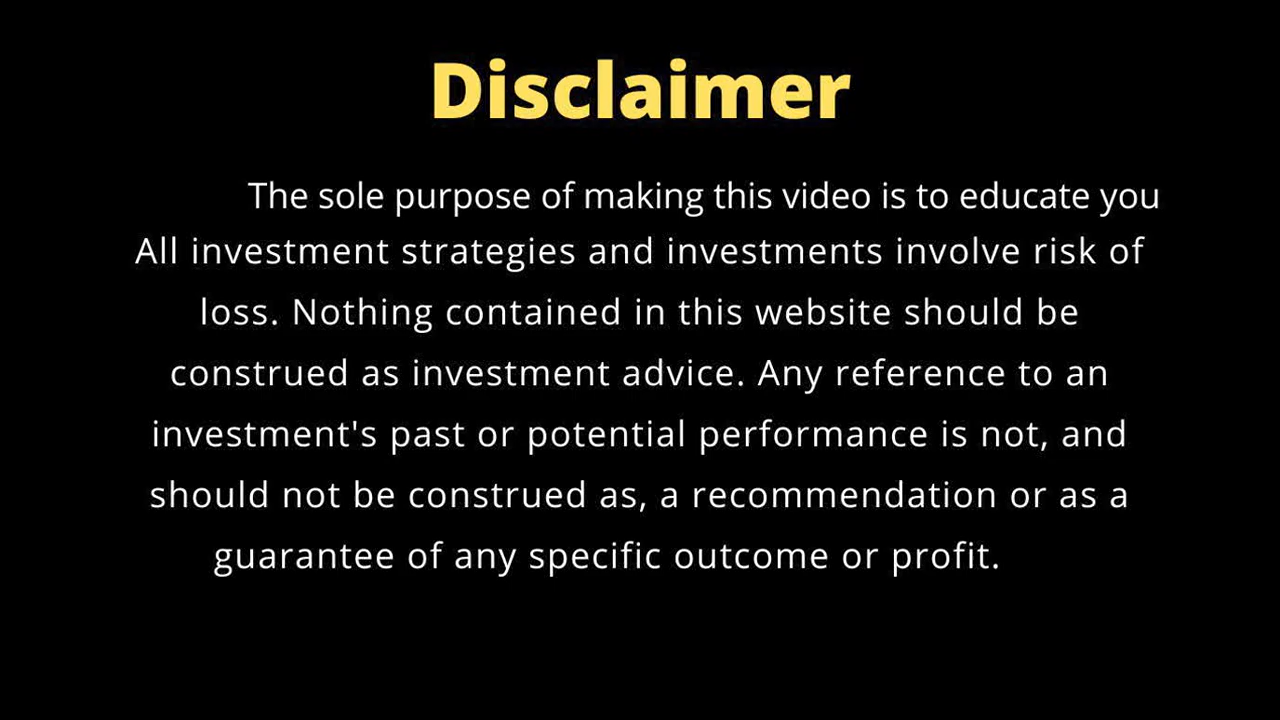 Disclaimer
The sole purpose of making this video is to educate you
All investment strategies and investments involve risk of
loss. Nothing contained in this website should be
construed as investment advice. Any reference to an
investment's past or potential performance is not, and
should not be construed as, a recommendation or as a
guarantee of any specific outcome or profit.